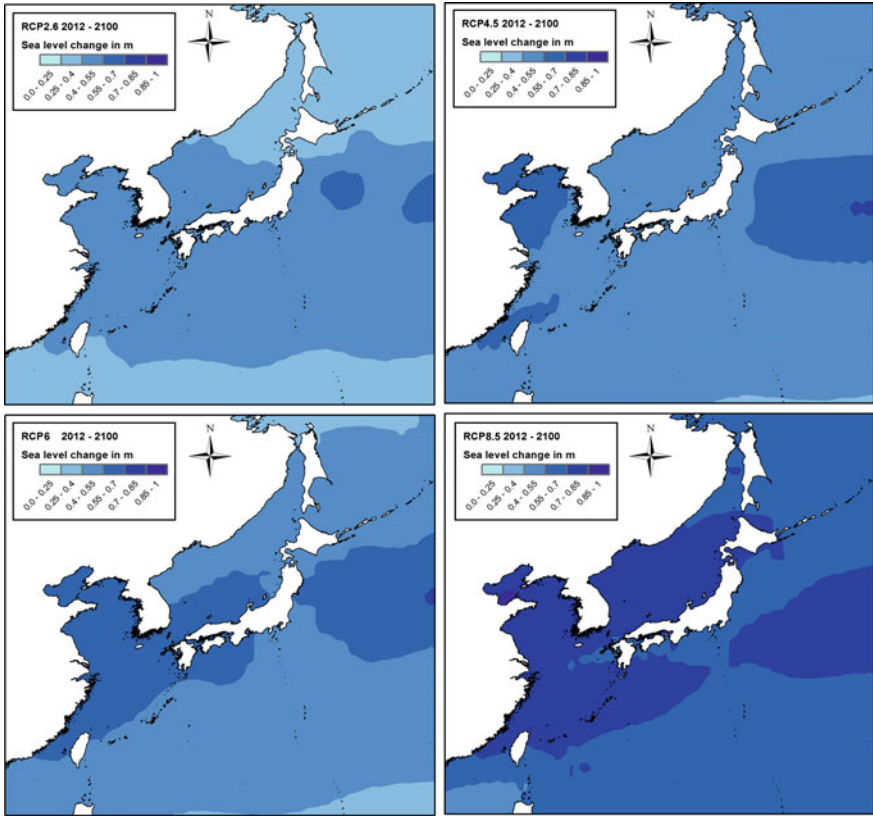 RCP2.6 2012 - 2100
Sea level change in m
0.0 - 0.25
0.25 - 0.4
0.4 - 0.55
0.55 - 0.7
0.7 - 0.85
0.85 - 1
N
RCP4.5 2012 - 2100
Sea level change in m
0.0 - 0.25
0.25 - 0.4
0.4 - 0.55
0.55 - 0.7
0.7 - 0.85
0.85 - 1
N
RCP6 2012 - 2100
Sea level change in m
0.0 - 0.25
0.25 - 0.4
0.4 - 0.55
0.55 - 0.7
0.7 - 0.85
0.85 - 1
N
RCP8.5 2012 - 2100
Sea level change in m
0.0 - 0.25
0.25 - 0.4
0.4 - 0.55
0.55 - 0.7
0.7 - 0.85
0.85 - 1
N